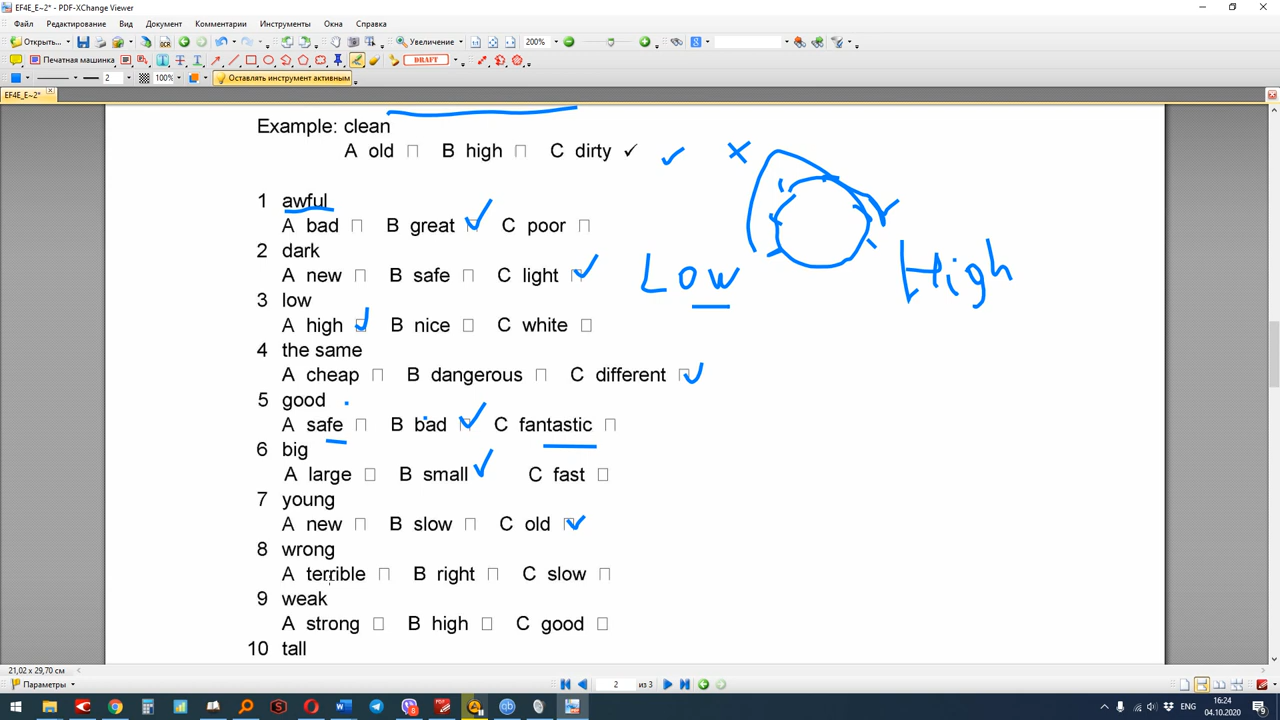 EF4E_E~2* - PDF-XChange Viewer
Файл Редактирование Вид Документ Комментарии Инструменты Окна Справка
Открыть... Увеличение 200%
Печатная машинка DRAFT
2 100% Оставлять инструмент активным
EF4E_E~2*
Example: clean
A old B high C dirty ✓
1 awful
A bad B great C poor
2 dark
A new B safe C light
Low High
3 low
A high B nice C white
4 the same
A cheap B dangerous C different
5 good
A safe B bad C fantastic
6 big
A large B small C fast
7 young
A new B slow C old
8 wrong
A terrible B right C slow
9 weak
A strong B high C good
10 tall
21,02 x 29,70 см
Параметры 2 из 3
ENG 16:24
04.10.2020